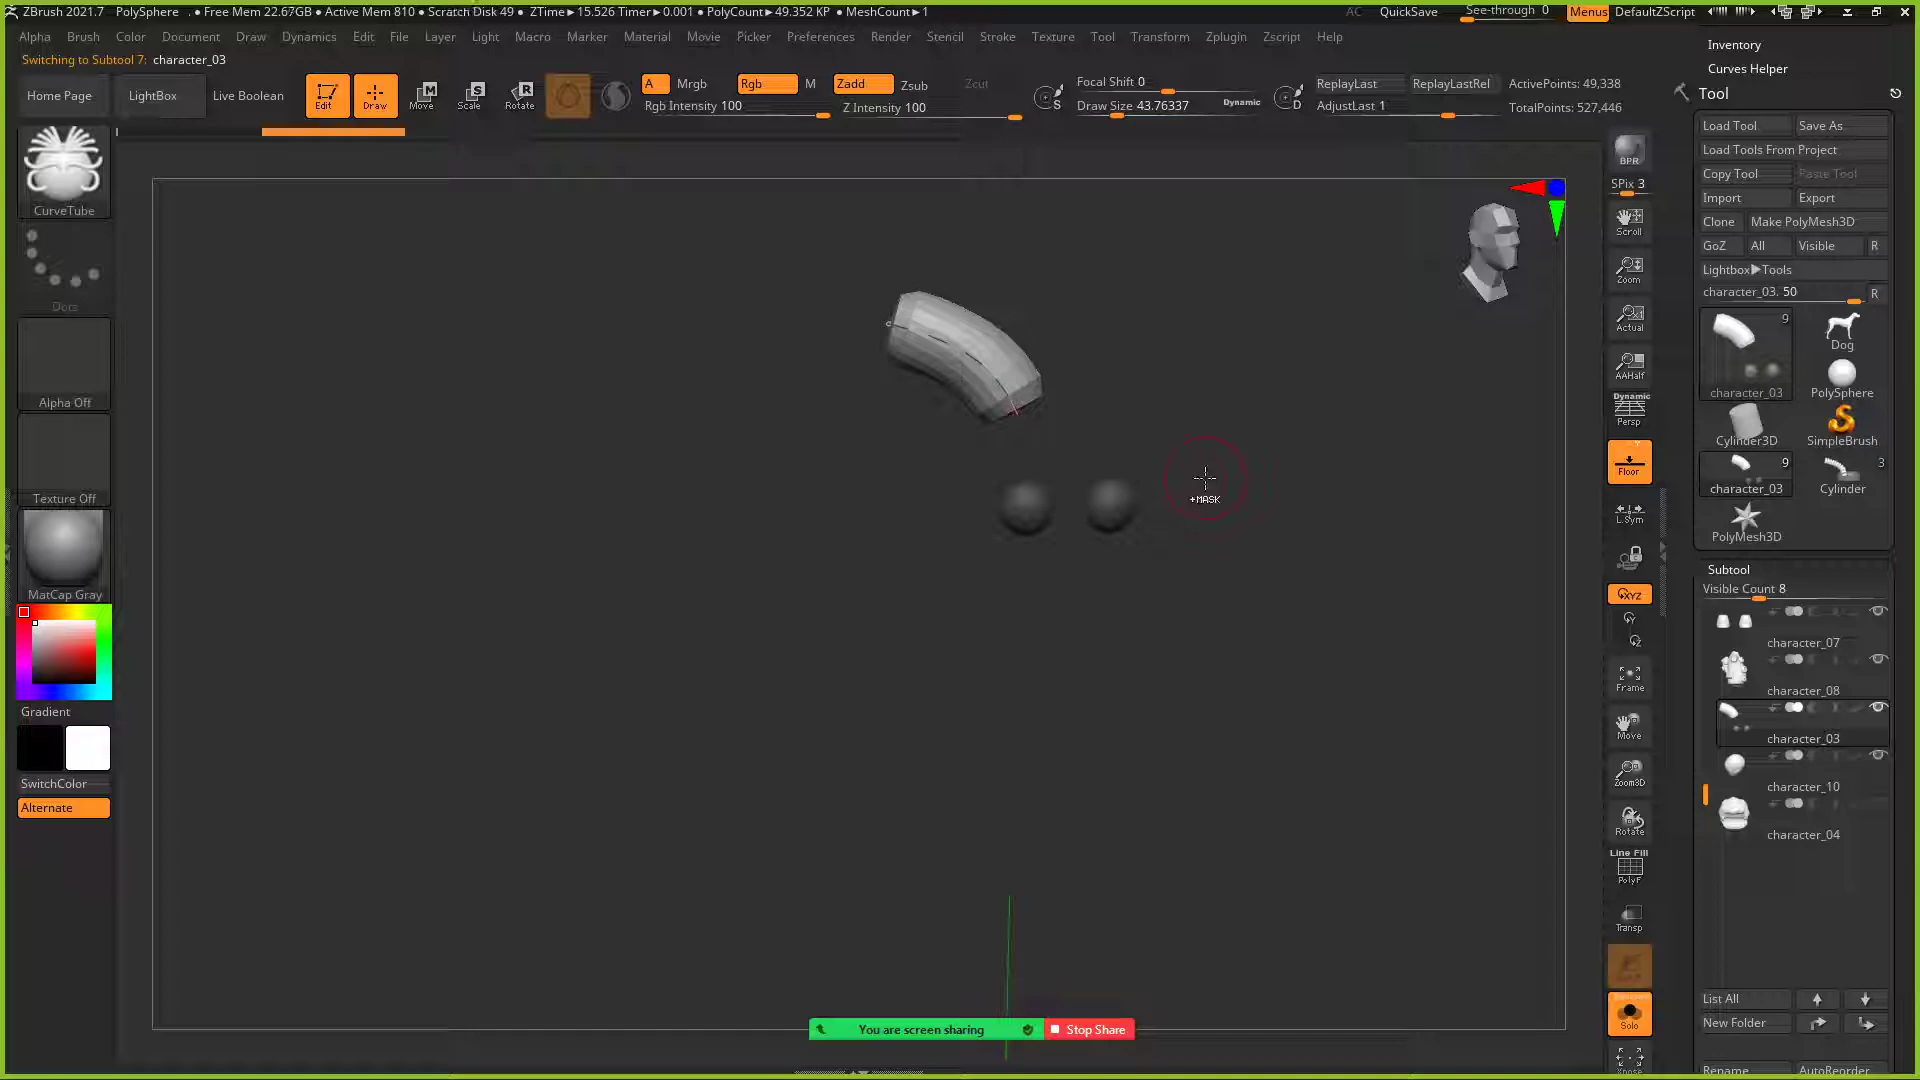 ZBrush 2021.7 PolySphere . • Free Mem 22.67GB • Active Mem 810 • Scratch Disk 49 • ZTime►15.526 Timer►0.001 • PolyCount►49.352 KP • MeshCount►1
AC QuickSave See-through 0 Menus DefaultZScript
Alpha Brush Color Document Draw Dynamics Edit File Layer Light Macro Marker Material Movie Picker Preferences Render Stencil Stroke Texture Tool Transform Zplugin Zscript Help
Switching to Subtool 7: character_03
Home Page LightBox Live Boolean Edit Draw Move Scale Rotate
A Mrgb Rgb M Zadd Zsub Zcut
Rgb Intensity 100 Z Intensity 100
S Focal Shift 0
Draw Size 43.76337 Dynamic
D ReplayLast ReplayLastRel
AdjustLast 1
ActivePoints: 49,338
TotalPoints: 527,446
CurveTube
Dots
Alpha Off
Texture Off
MatCap Gray
Gradient
SwitchColor
Alternate
+MASK
You are screen sharing Stop Share
BPR
SPix 3
Scroll
Zoom
Actual
AAHalf
Dynamic
Persp
Floor
L.Sym
XYZ
Y
Z
Frame
Move
Zoom3D
Rotate
Line Fill
PolyF
Transp
Solo
Xpose
Inventory
Curves Helper
Tool
Load Tool Save As
Load Tools From Project
Copy Tool Paste Tool
Import Export
Clone Make PolyMesh3D
GoZ All Visible R
Lightbox►Tools
character_03. 50 R
9
character_03
Dog
PolySphere
Cylinder3D
SimpleBrush
9
character_03
3
Cylinder
PolyMesh3D
Subtool
Visible Count 8
character_07
character_08
character_03
character_10
character_04
List All
New Folder
Rename AutoReorder